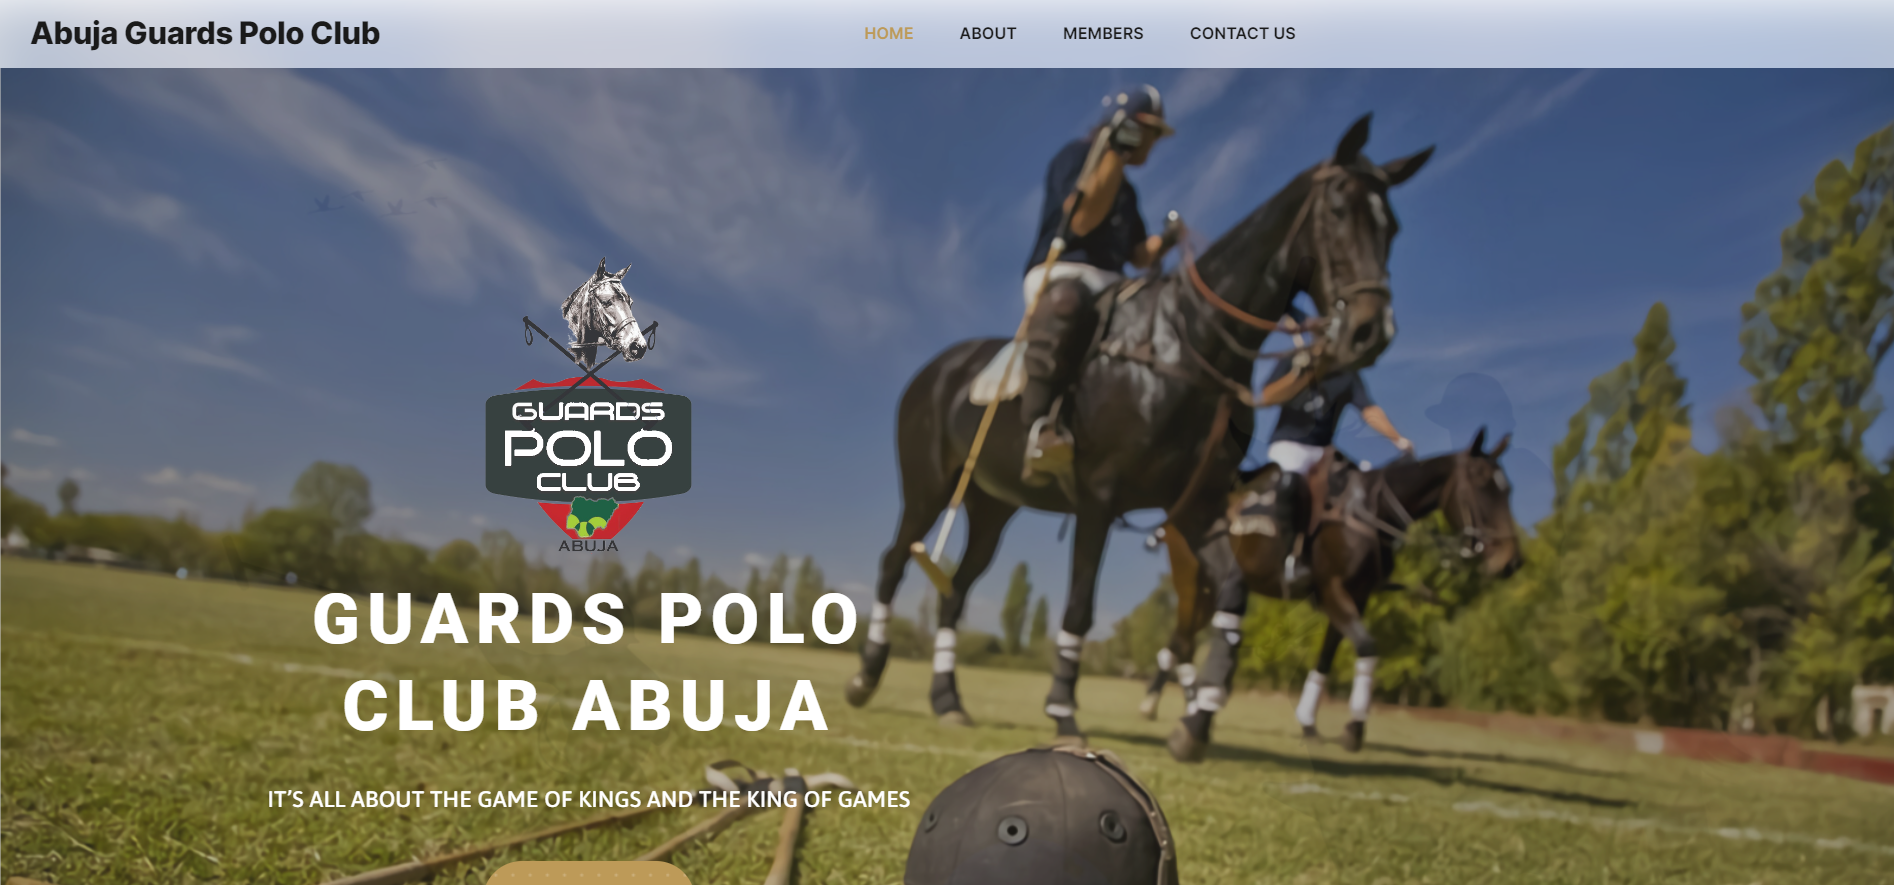 Abuja Guards Polo Club
HOME ABOUT MEMBERS CONTACT US
GUARDS
POLO
CLUB
ABUJA
GUARDS POLO
CLUB ABUJA
IT’S ALL ABOUT THE GAME OF KINGS AND THE KING OF GAMES